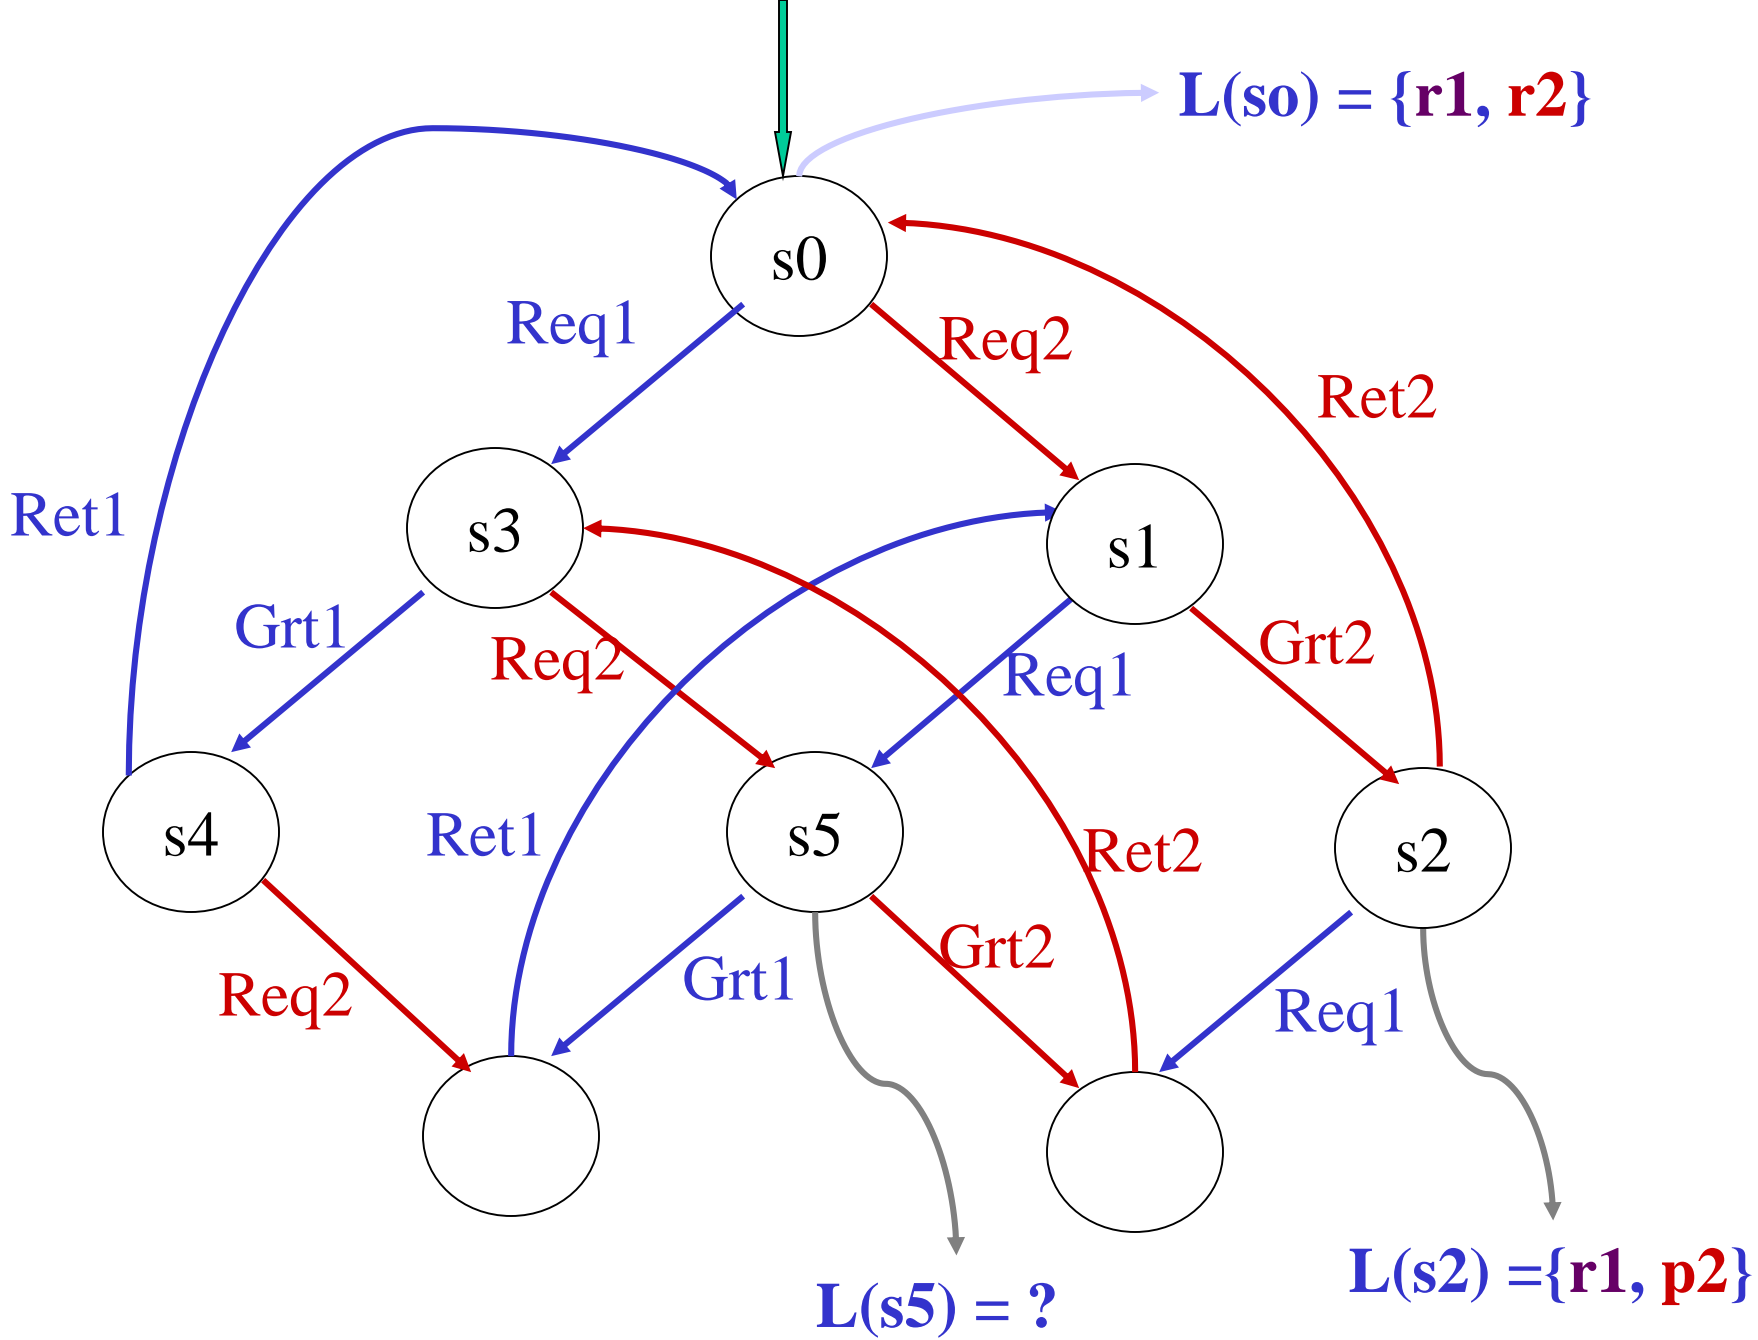 L(so) = {r1, r2}
s0
Req1
Req2
Ret2
Ret1
s3
s1
Grt1
Req2
Req1
Grt2
s4
Ret1
s5
Ret2
s2
Req2
Grt1
Grt2
Req1
L(s5) = ?
L(s2) ={r1, p2}